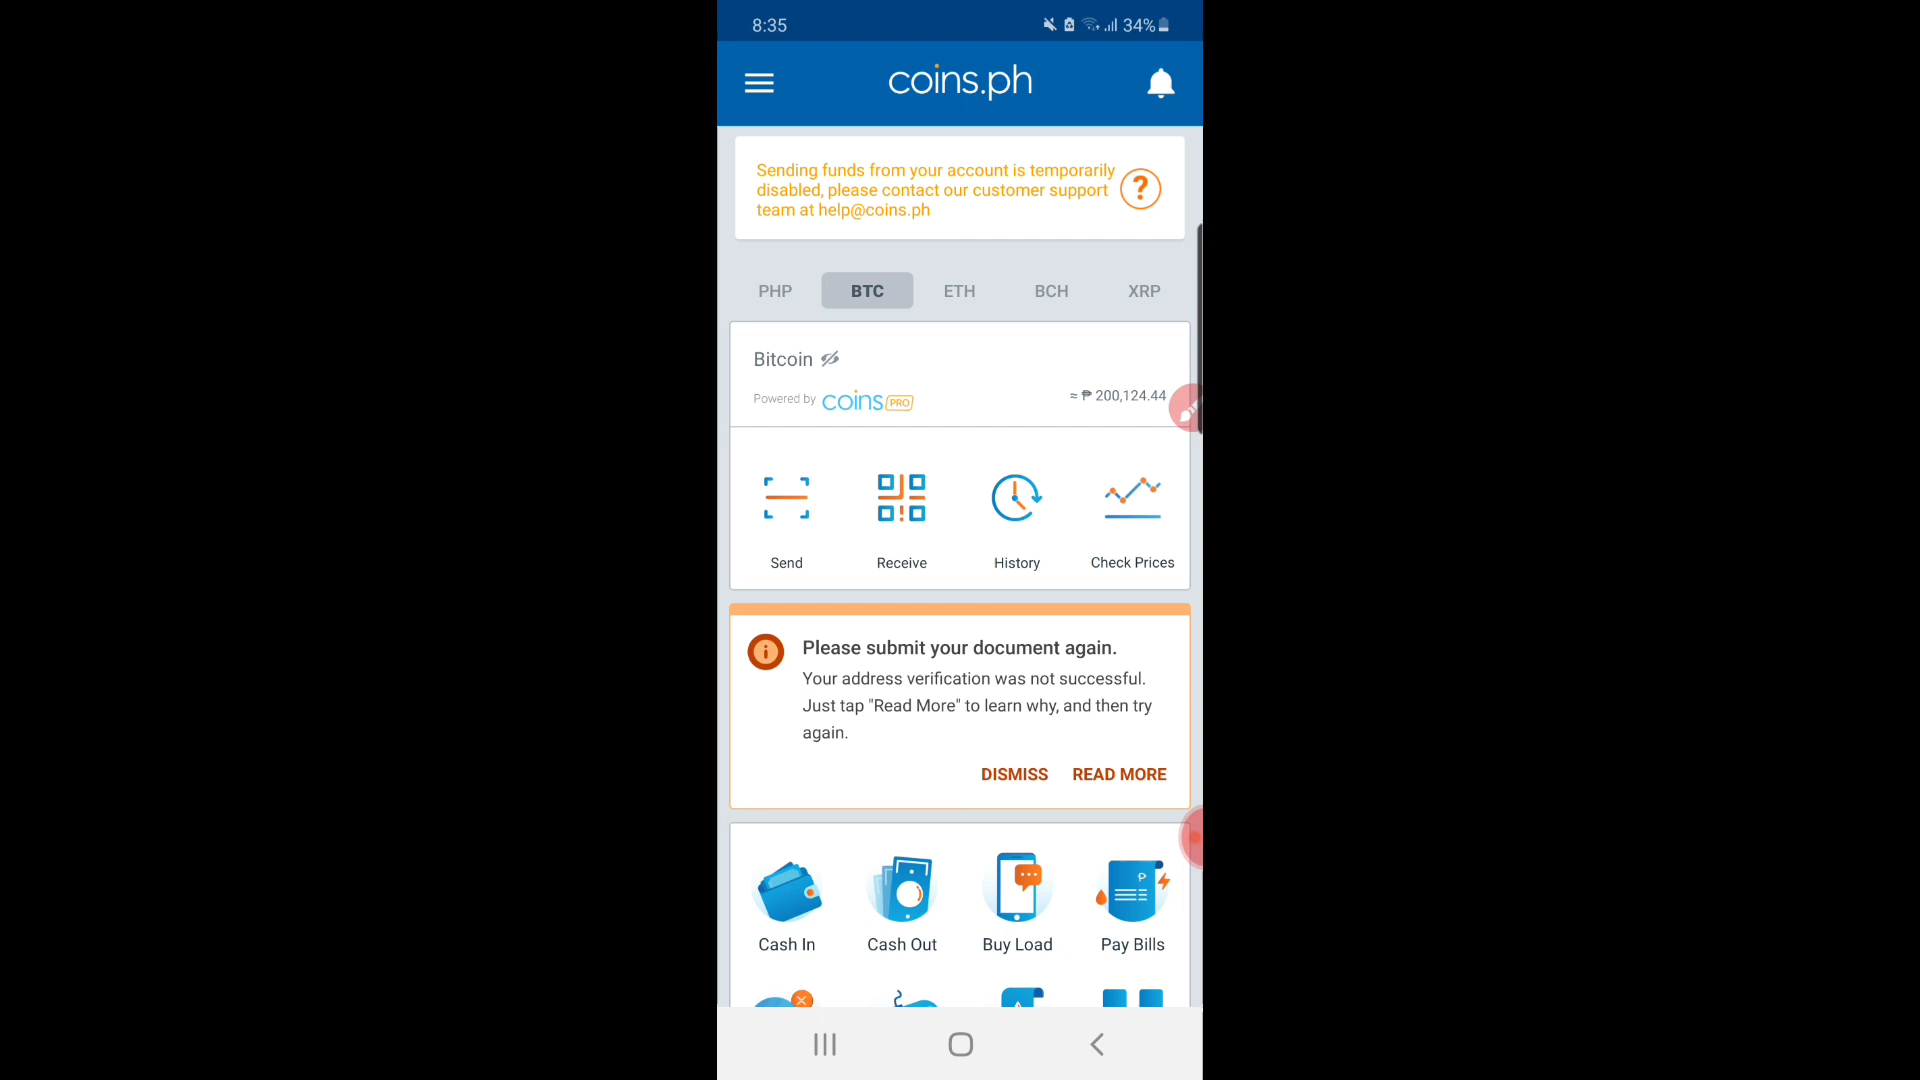 8:35
34%
coins.ph
Sending funds from your account is temporarily
disabled, please contact our customer support
team at help@coins.ph
?
PHP BTC ETH BCH XRP
Bitcoin
Powered by coins PRO ≈ ₱ 200,124.44
Send Receive History Check Prices
Please submit your document again.
Your address verification was not successful.
Just tap "Read More" to learn why, and then try
again.
DISMISS READ MORE
Cash In Cash Out Buy Load Pay Bills